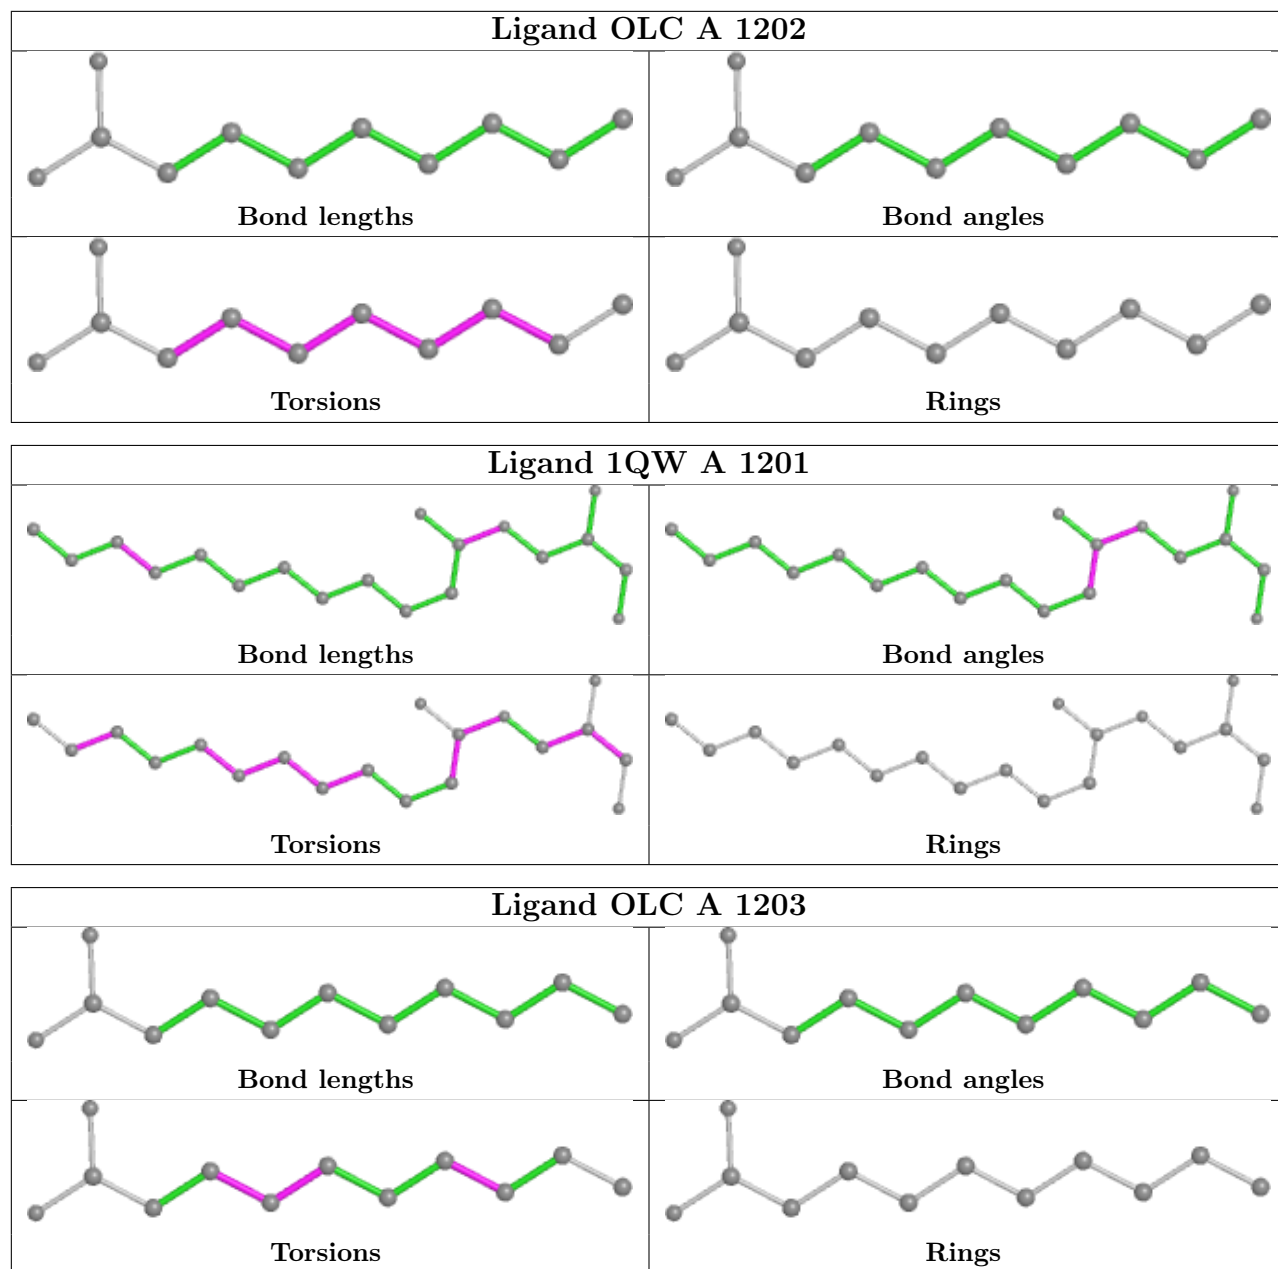 Ligand OLC A 1202
Bond lengths
Bond angles
Torsions
Rings
Ligand 1QW A 1201
Bond lengths
Bond angles
Torsions
Rings
Ligand OLC A 1203
Bond lengths
Bond angles
Torsions
Rings